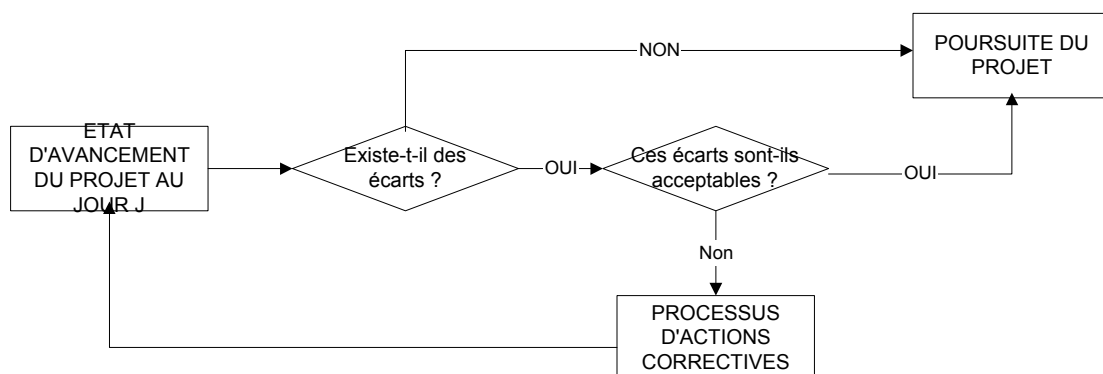 NON
POURSUITE DU
PROJET
ETAT
D'AVANCEMENT
DU PROJET AU
JOUR J
Existe-t-il des
écarts ?
OUI
Ces écarts sont-ils
acceptables ?
OUI
Non
PROCESSUS
D'ACTIONS
CORRECTIVES